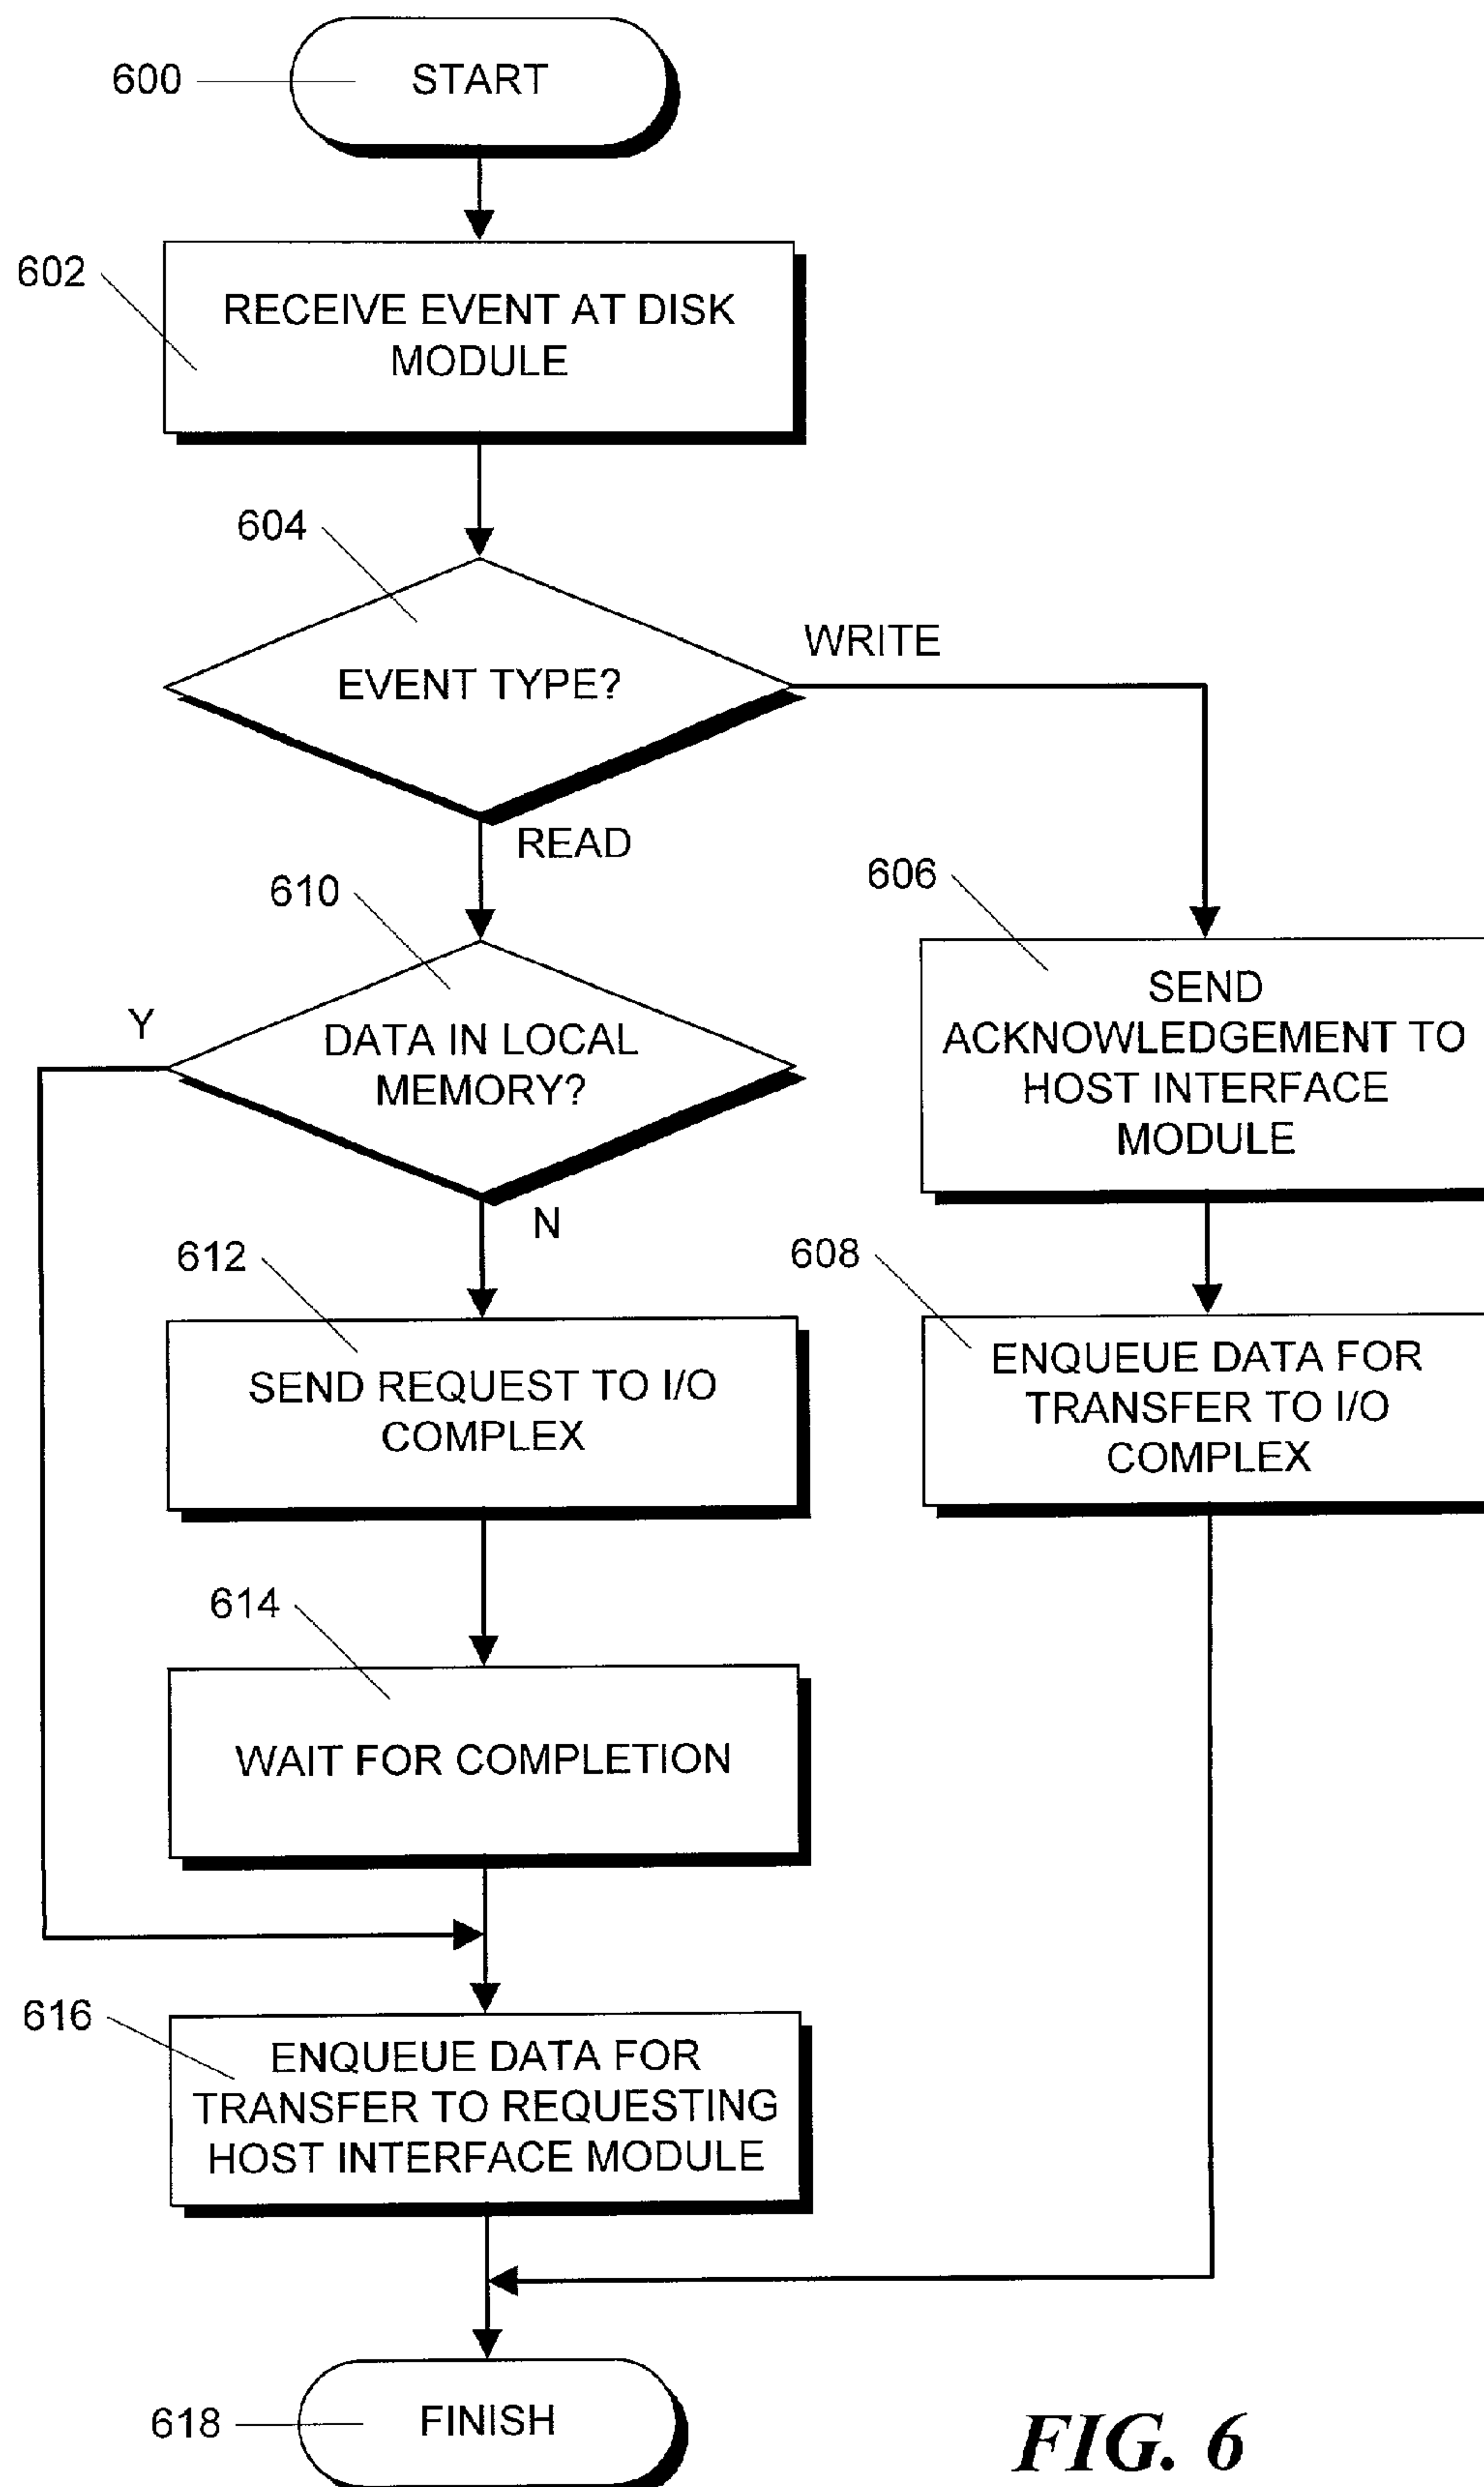 600
START
602
RECEIVE EVENT AT DISK
MODULE
604
EVENT TYPE?
WRITE
READ
610
606
Y
DATA IN LOCAL
MEMORY?
SEND
ACKNOWLEDGEMENT TO
HOST INTERFACE
MODULE
N
612
608
SEND REQUEST TO I/O
COMPLEX
ENQUEUE DATA FOR
TRANSFER TO I/O
COMPLEX
614
WAIT FOR COMPLETION
616
ENQUEUE DATA FOR
TRANSFER TO REQUESTING
HOST INTERFACE MODULE
618
FINISH
FIG. 6